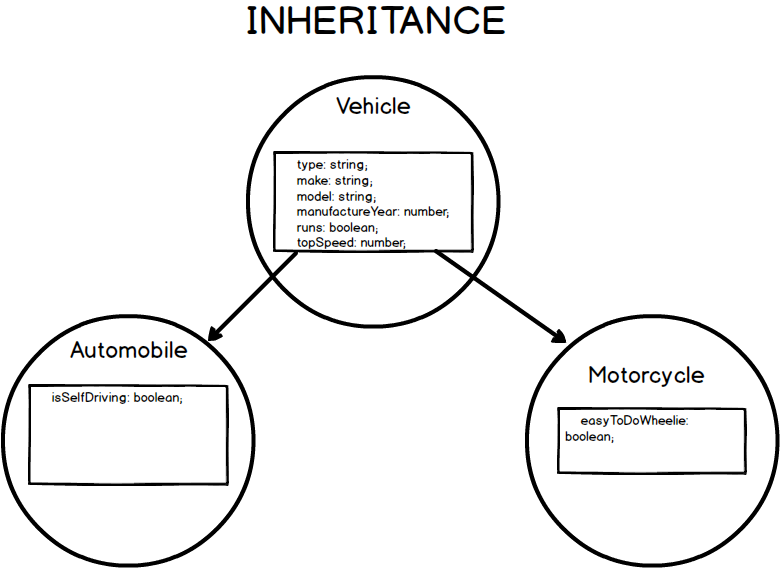 INHERITANCE
Vehicle
type: string;
make: string;
model: string;
manufactureYear: number;
runs: boolean;
topSpeed: number;
Automobile
isSelfDriving: boolean;
Motorcycle
easyToDoWheelie:
boolean;